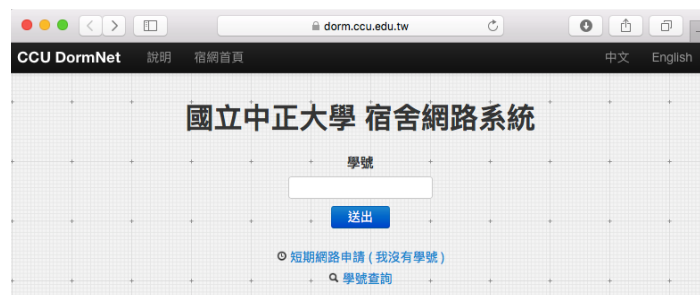 dorm.ccu.edu.tw
CCU DormNet 說明 宿網首頁 中文 English
國立中正大學 宿舍網路系統
學號
送出
短期網路申請 ( 我沒有學號 )
學號查詢